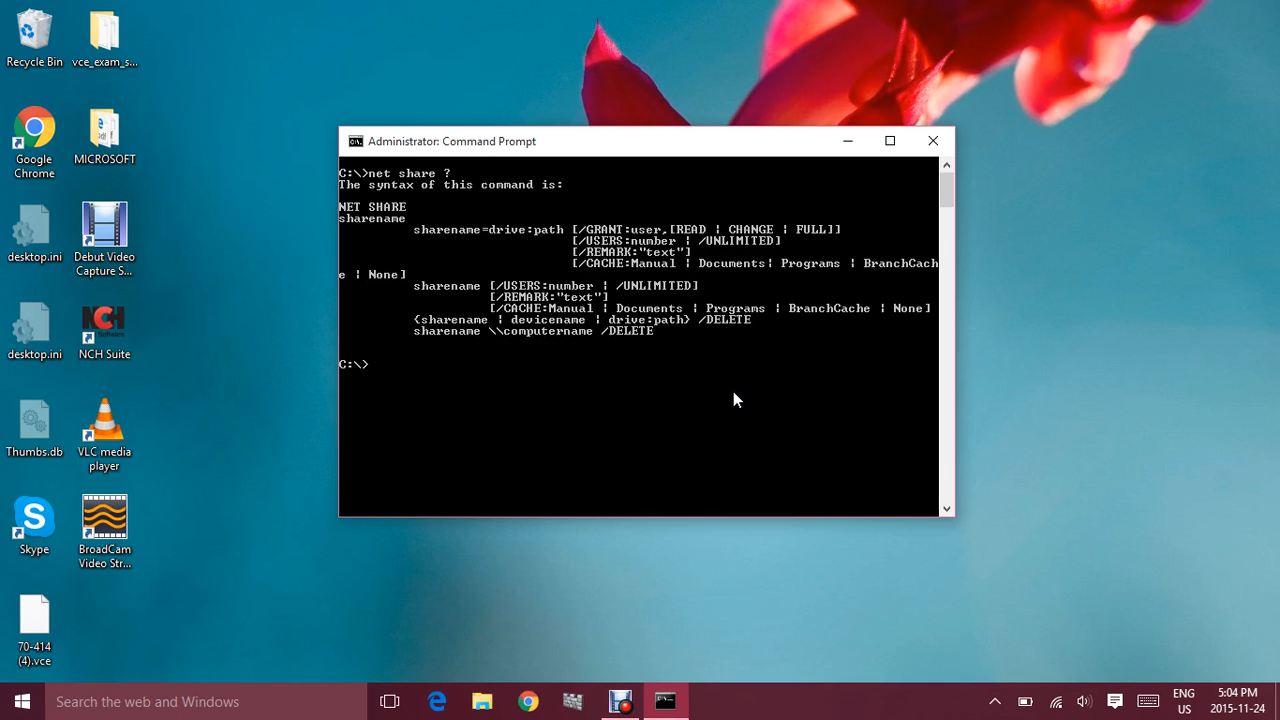 Recycle Bin
vce_exam_s...
Google Chrome
MICROSOFT
desktop.ini
Debut Video Capture S...
desktop.ini
NCH
Software
NCH Suite
Thumbs.db
VLC media player
Skype
BroadCam Video Str...
70-414 (4).vce
Administrator: Command Prompt
C:\>net share ?
The syntax of this command is:
NET SHARE
sharename
sharename=drive:path [/GRANT:user,[READ | CHANGE | FULL]]
[/USERS:number | /UNLIMITED]
[/REMARK:"text"]
[/CACHE:Manual | Documents| Programs | BranchCach
e | None]
sharename [/USERS:number | /UNLIMITED]
[/REMARK:"text"]
[/CACHE:Manual | Documents | Programs | BranchCache | None]
{sharename | devicename | drive:path} /DELETE
sharename \\computername /DELETE
C:\>
Search the web and Windows
ENG
US
5:04 PM
2015-11-24